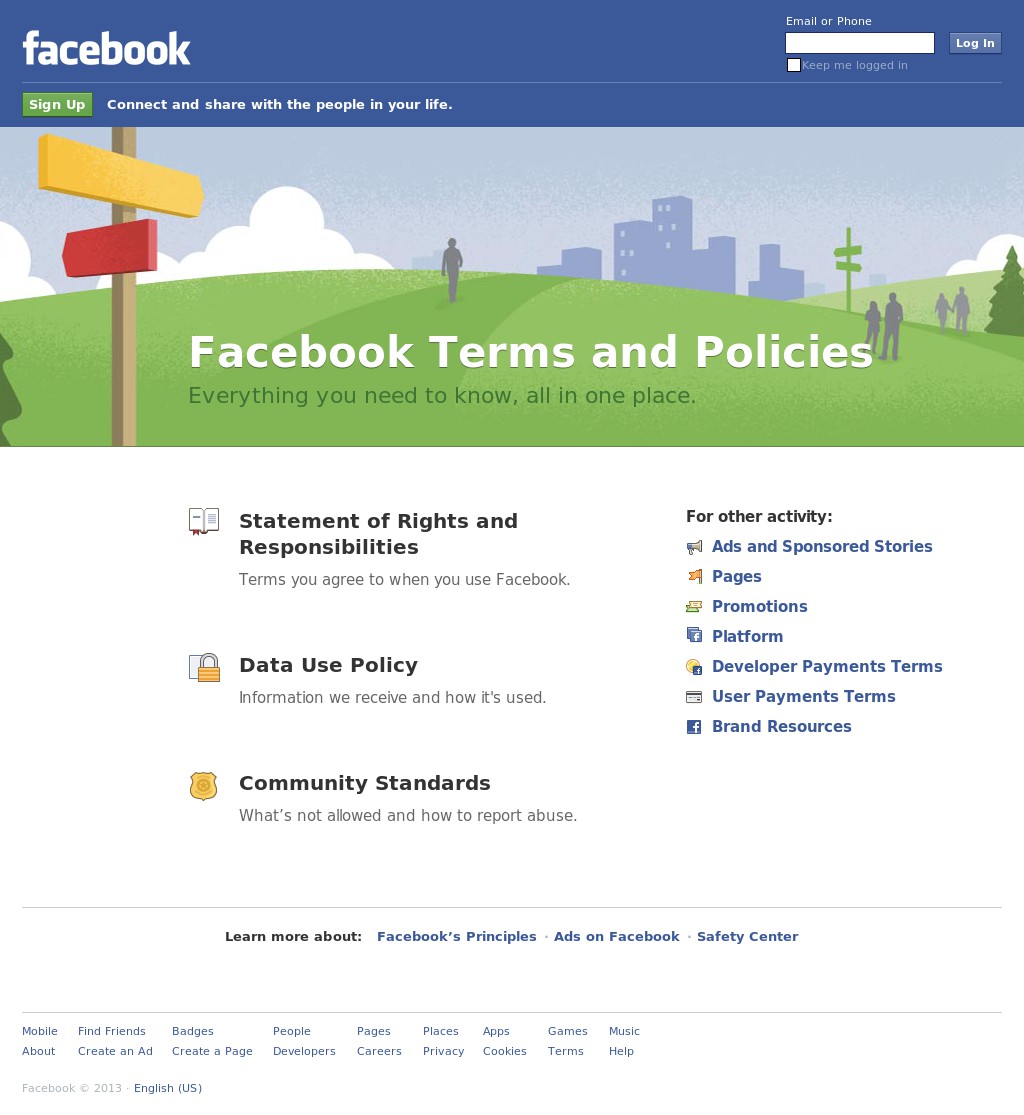 facebook
Email or Phone
Log In
Keep me logged in
Sign Up Connect and share with the people in your life.
Facebook Terms and Policies
Everything you need to know, all in one place.
Statement of Rights and
Responsibilities
Terms you agree to when you use Facebook.
Data Use Policy
Information we receive and how it's used.
Community Standards
What’s not allowed and how to report abuse.
For other activity:
Ads and Sponsored Stories
Pages
Promotions
Platform
Developer Payments Terms
User Payments Terms
Brand Resources
Learn more about: Facebook’s Principles · Ads on Facebook · Safety Center
Mobile Find Friends Badges People Pages Places Apps Games Music
About Create an Ad Create a Page Developers Careers Privacy Cookies Terms Help
Facebook © 2013 · English (US)